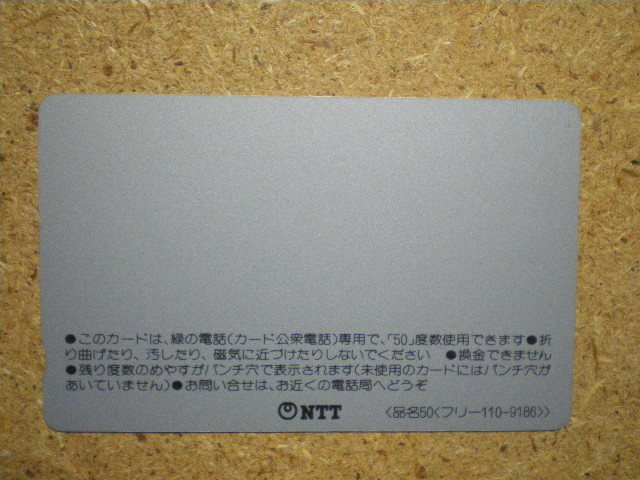 ●このカードは、緑の電話(カード公衆電話)専用で、「50」度数使用できます●折
り曲げたり、汚したり、磁気に近づけたりしないでください ●換金できません
●残り度数のめやすがパンチ穴で表示されます(未使用のカードにはパンチ穴が
あいていません)●お問い合せは、お近くの電話局へどうぞ
NTT 〈品名50〈フリー110-9186〉〉